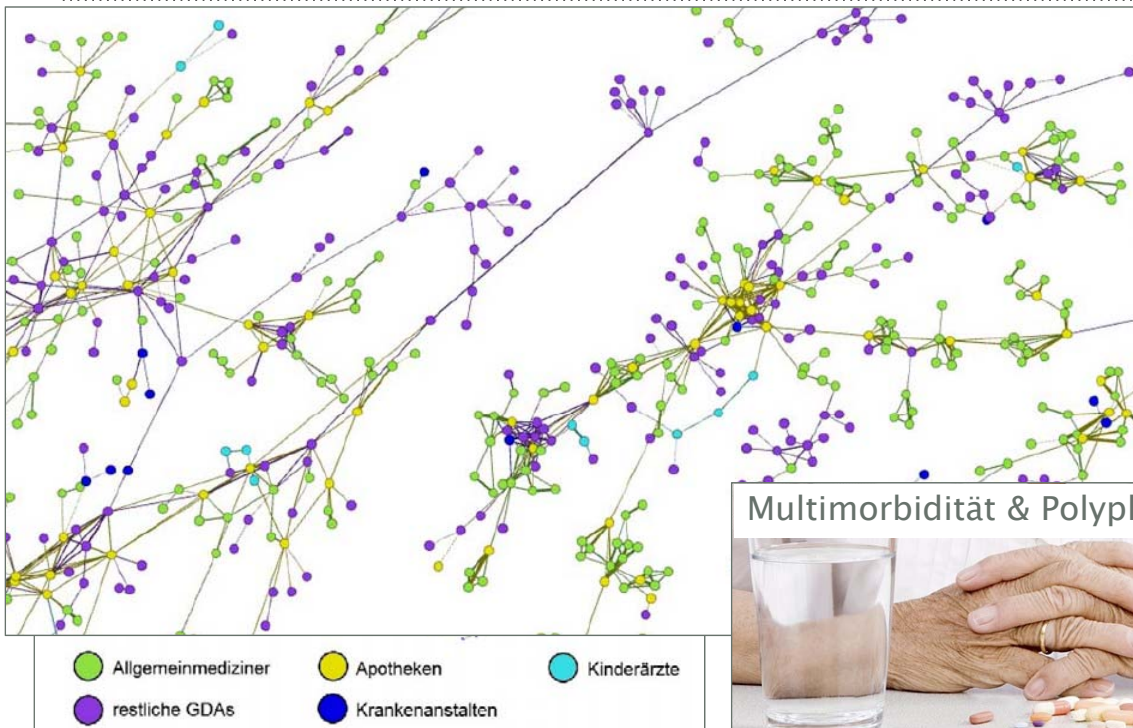 Multimorbidität & Polyph
Allgemeinmediziner
Apotheken
Kinderärzte
restliche GDAs
Krankenanstalten